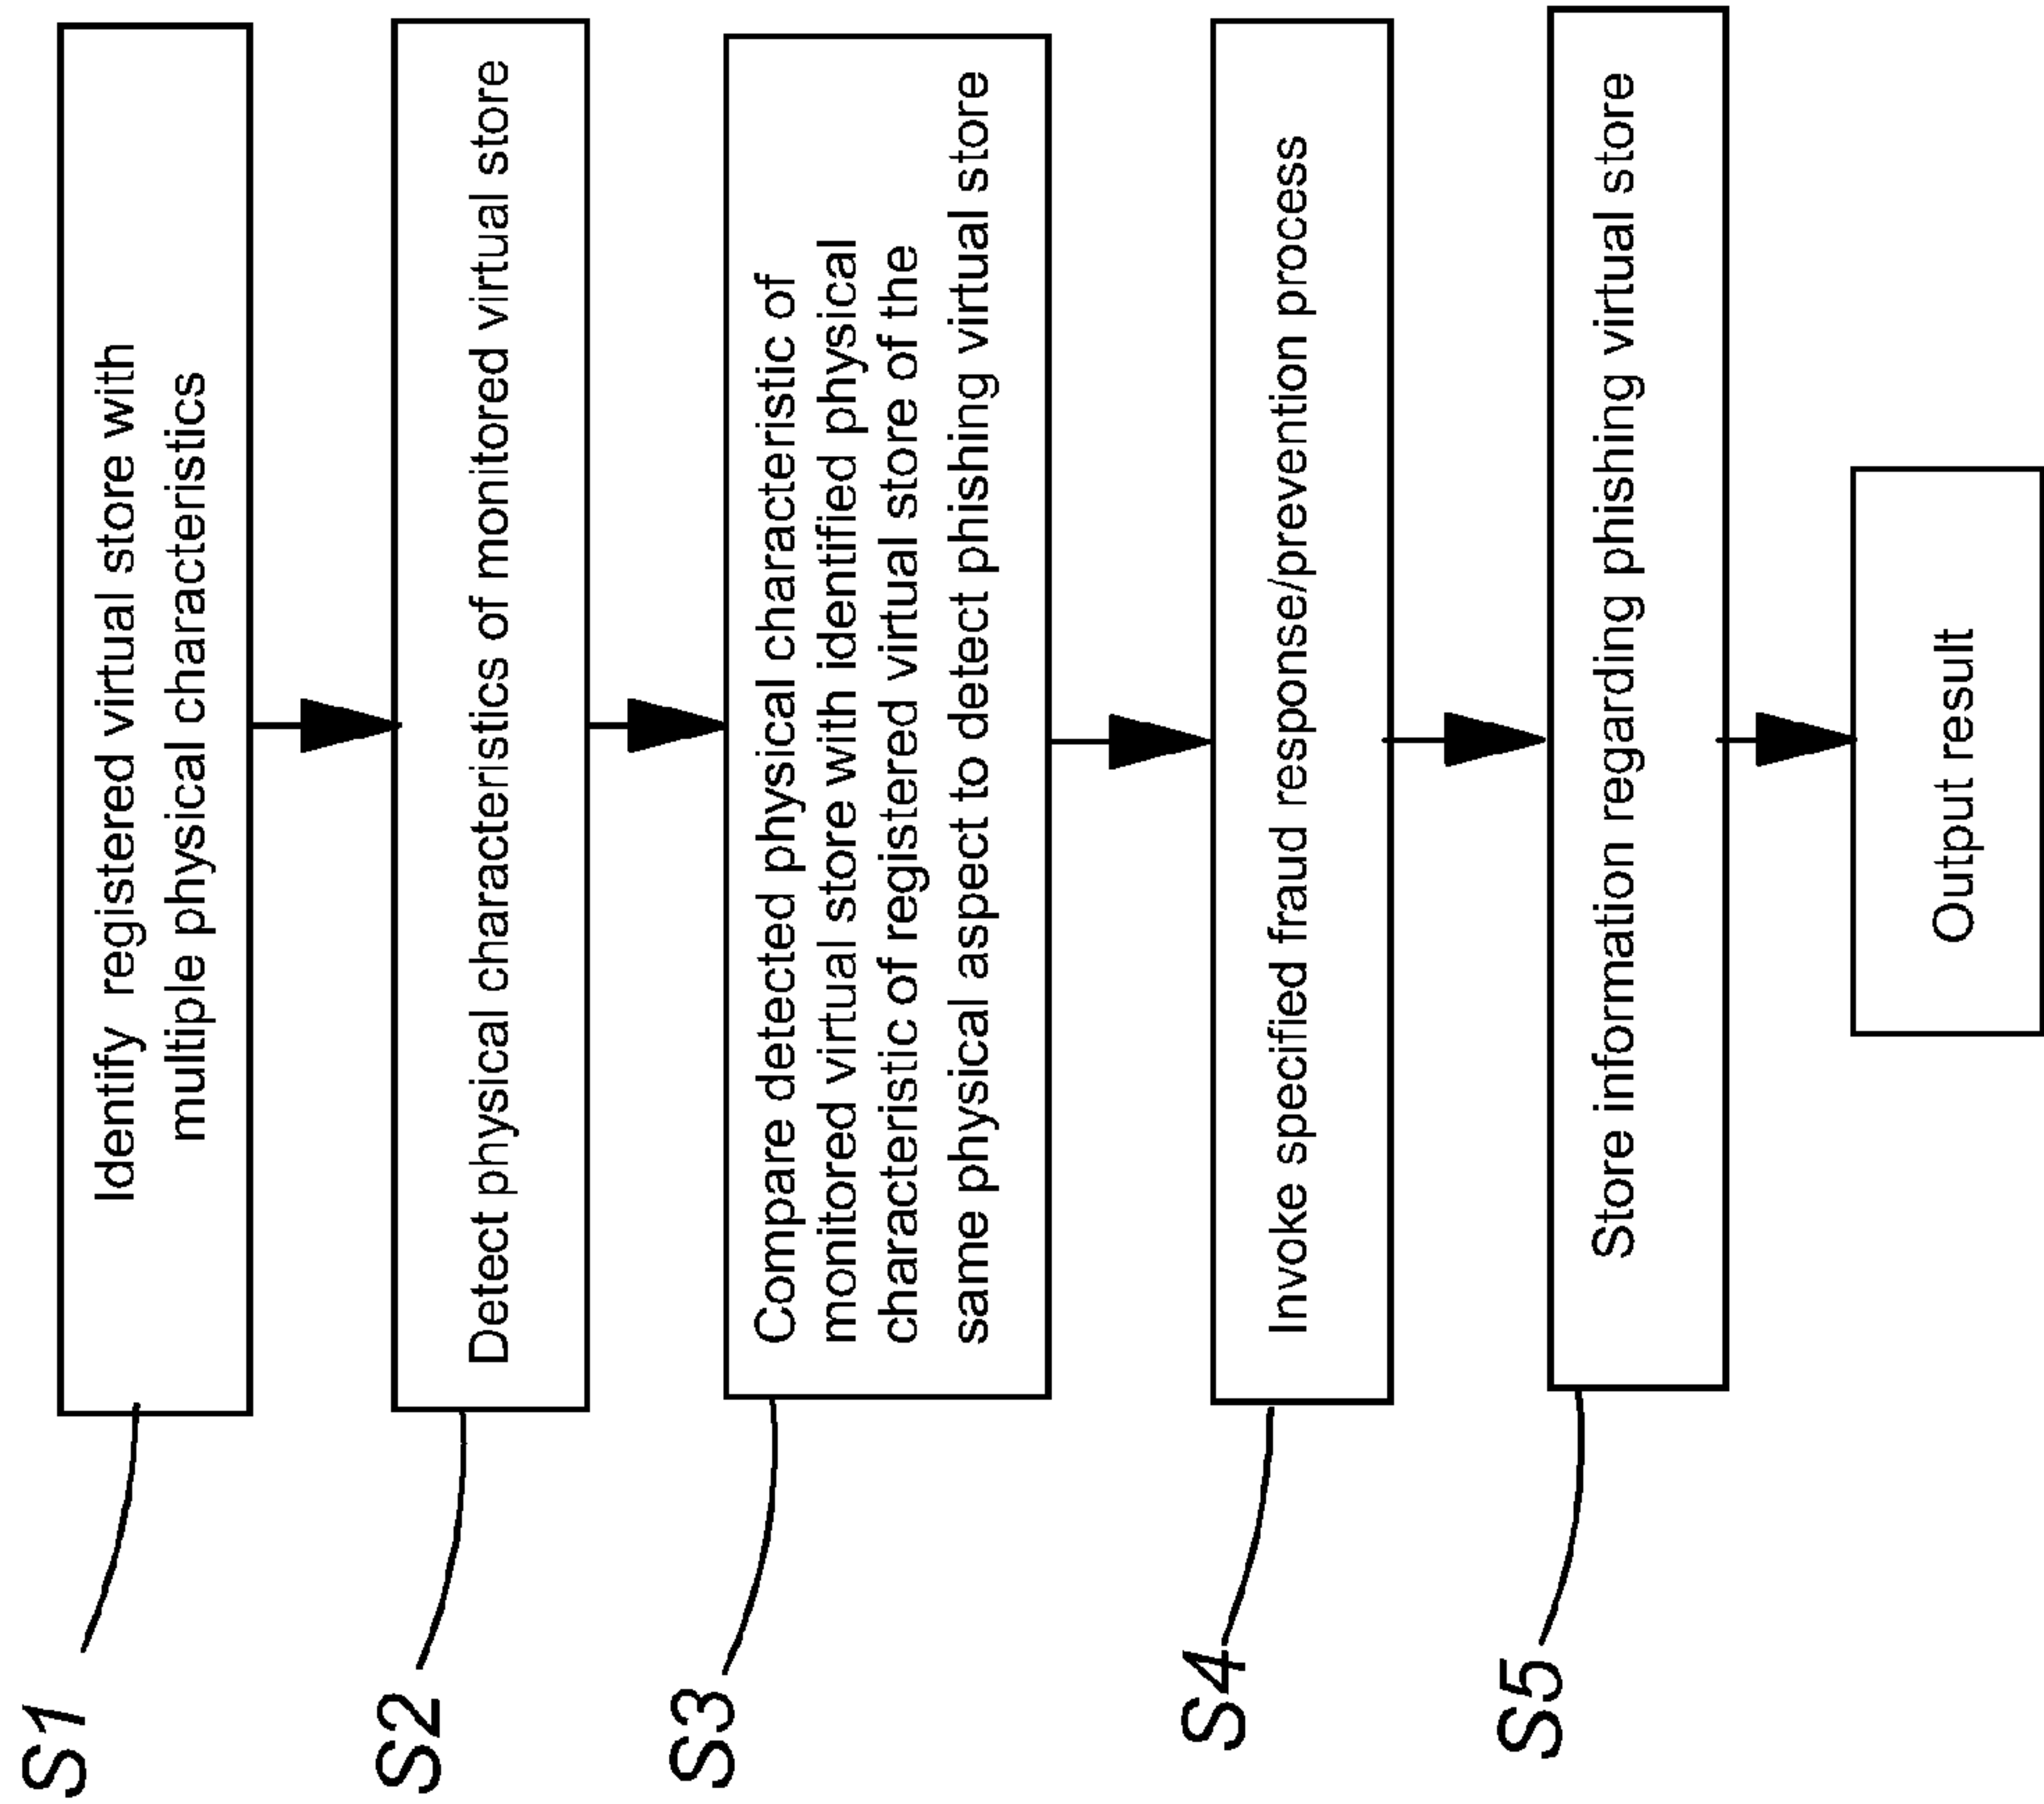 S1
Identify registered virtual store with
multiple physical characteristics
S2
Detect physical characteristics of monitored virtual store
S3
Compare detected physical characteristic of
monitored virtual store with identified physical
characteristic of registered virtual store of the
same physical aspect to detect phishing virtual store
S4
Invoke specified fraud response/prevention process
S5
Store information regarding phishing virtual store
Output result